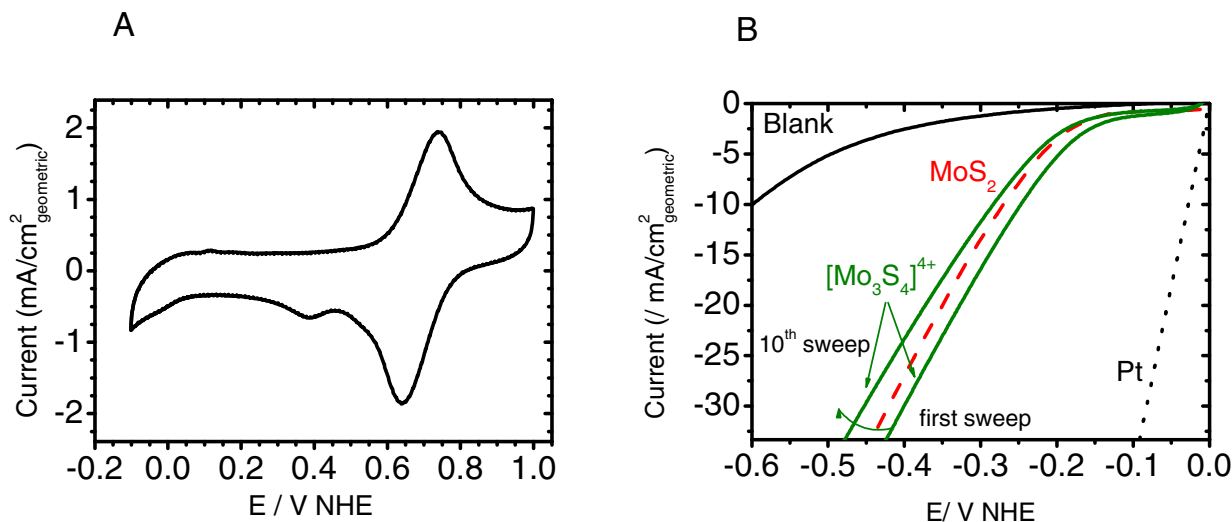 A
Current (mA/cm²geometric)
2
1
0
-1
-2
-0.2 0.0 0.2 0.4 0.6 0.8 1.0
E / V NHE
B
Current (/ mA/cm²geometric)
0
-5
-10
-15
-20
-25
-30
Blank
MoS₂
[Mo₃S₄]⁴⁺
10th sweep
Pt
first sweep
-0.6 -0.5 -0.4 -0.3 -0.2 -0.1 0.0
E/ V NHE